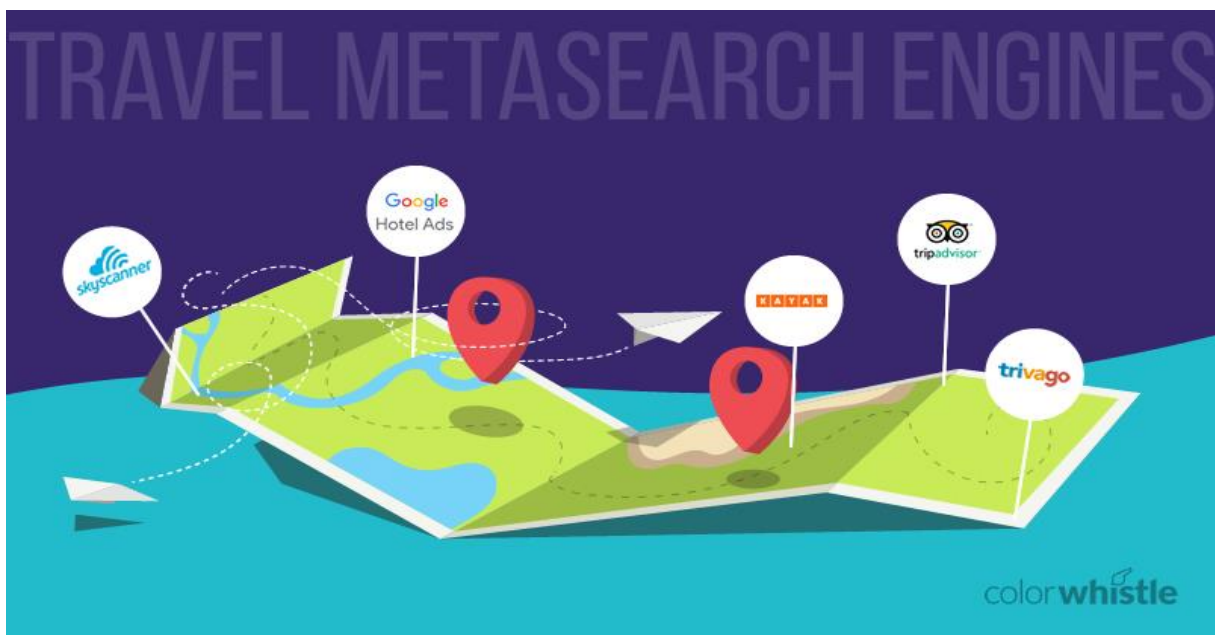 TRAVEL METASEARCH ENGINES
Google
Hotel Ads
skyscanner
tripadvisor
KAYAK
trivago
colorwhistle